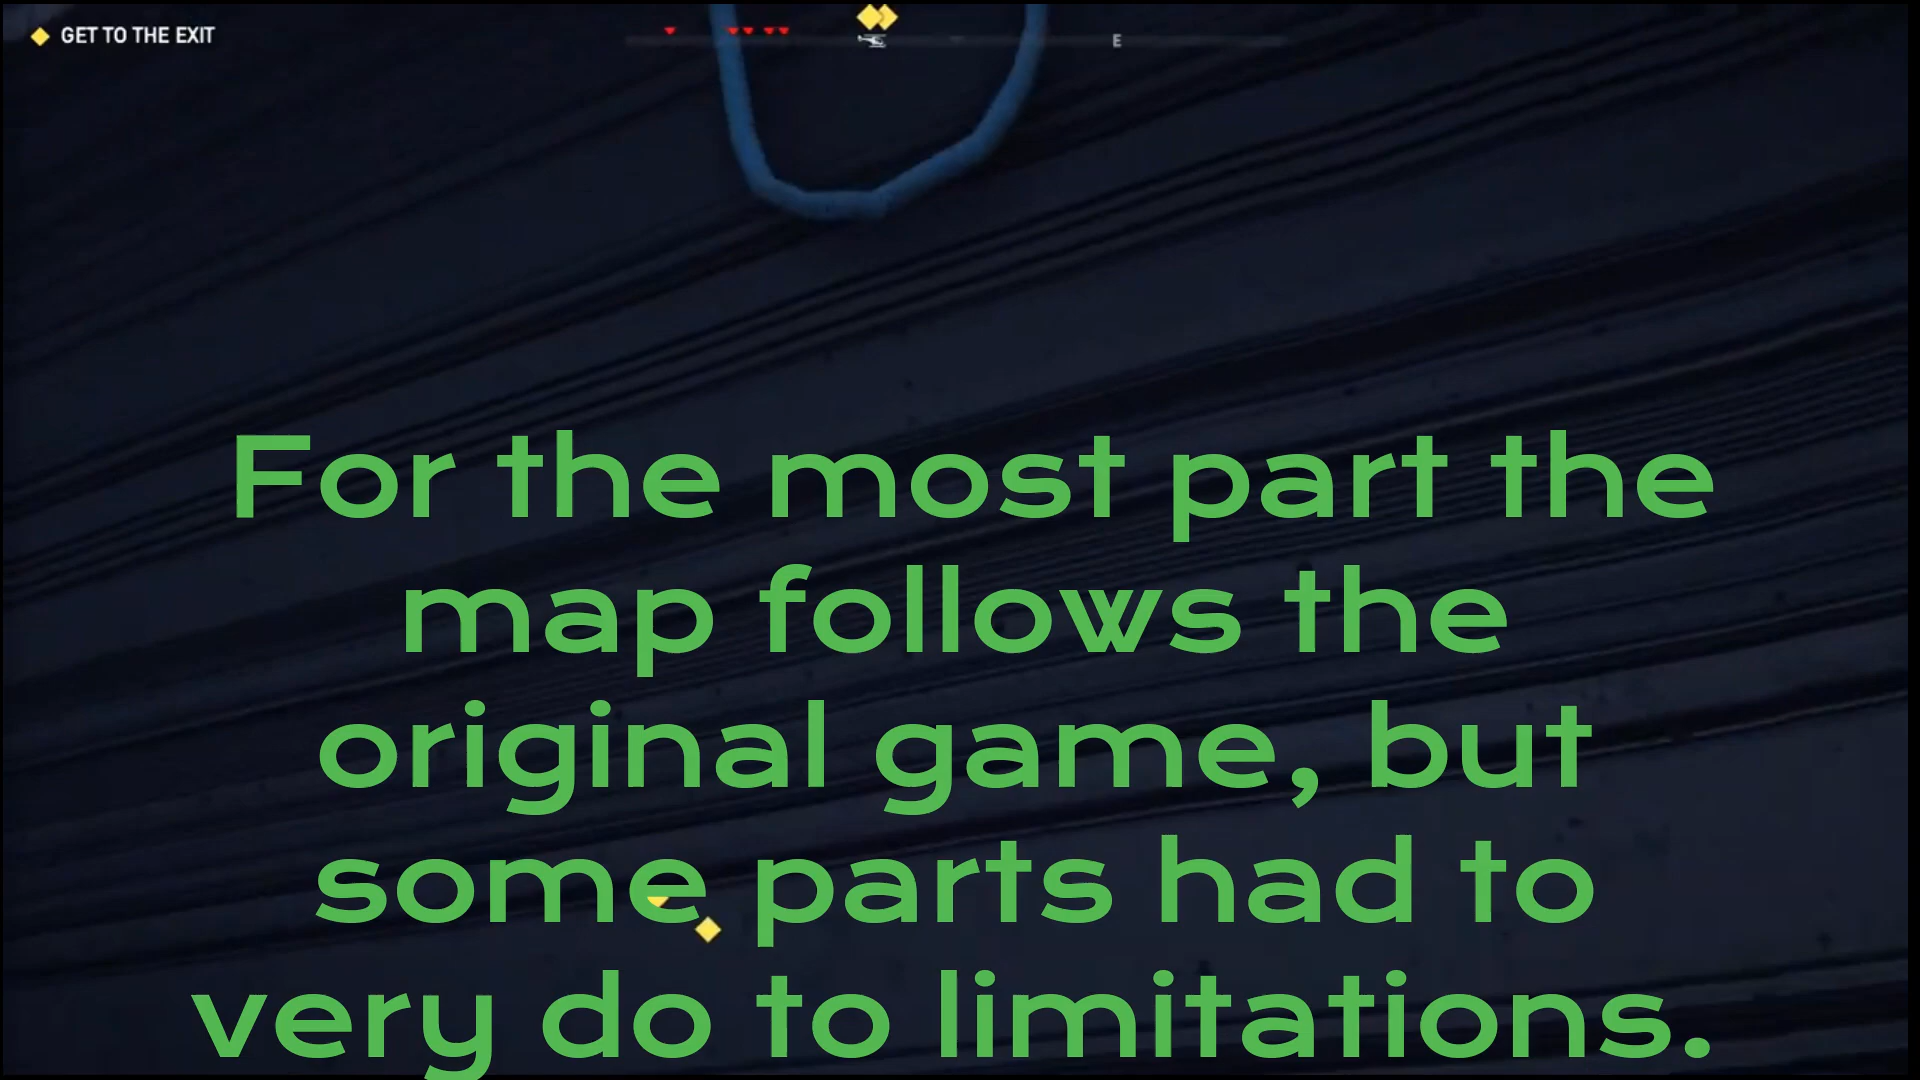 GET TO THE EXIT
E
For the most part the
map follows the
original game, but
some parts had to
very do to limitations.